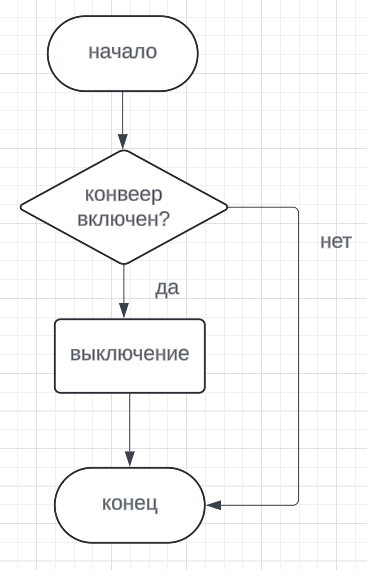 начало
конвеер
включен?
нет
да
выключение
конец